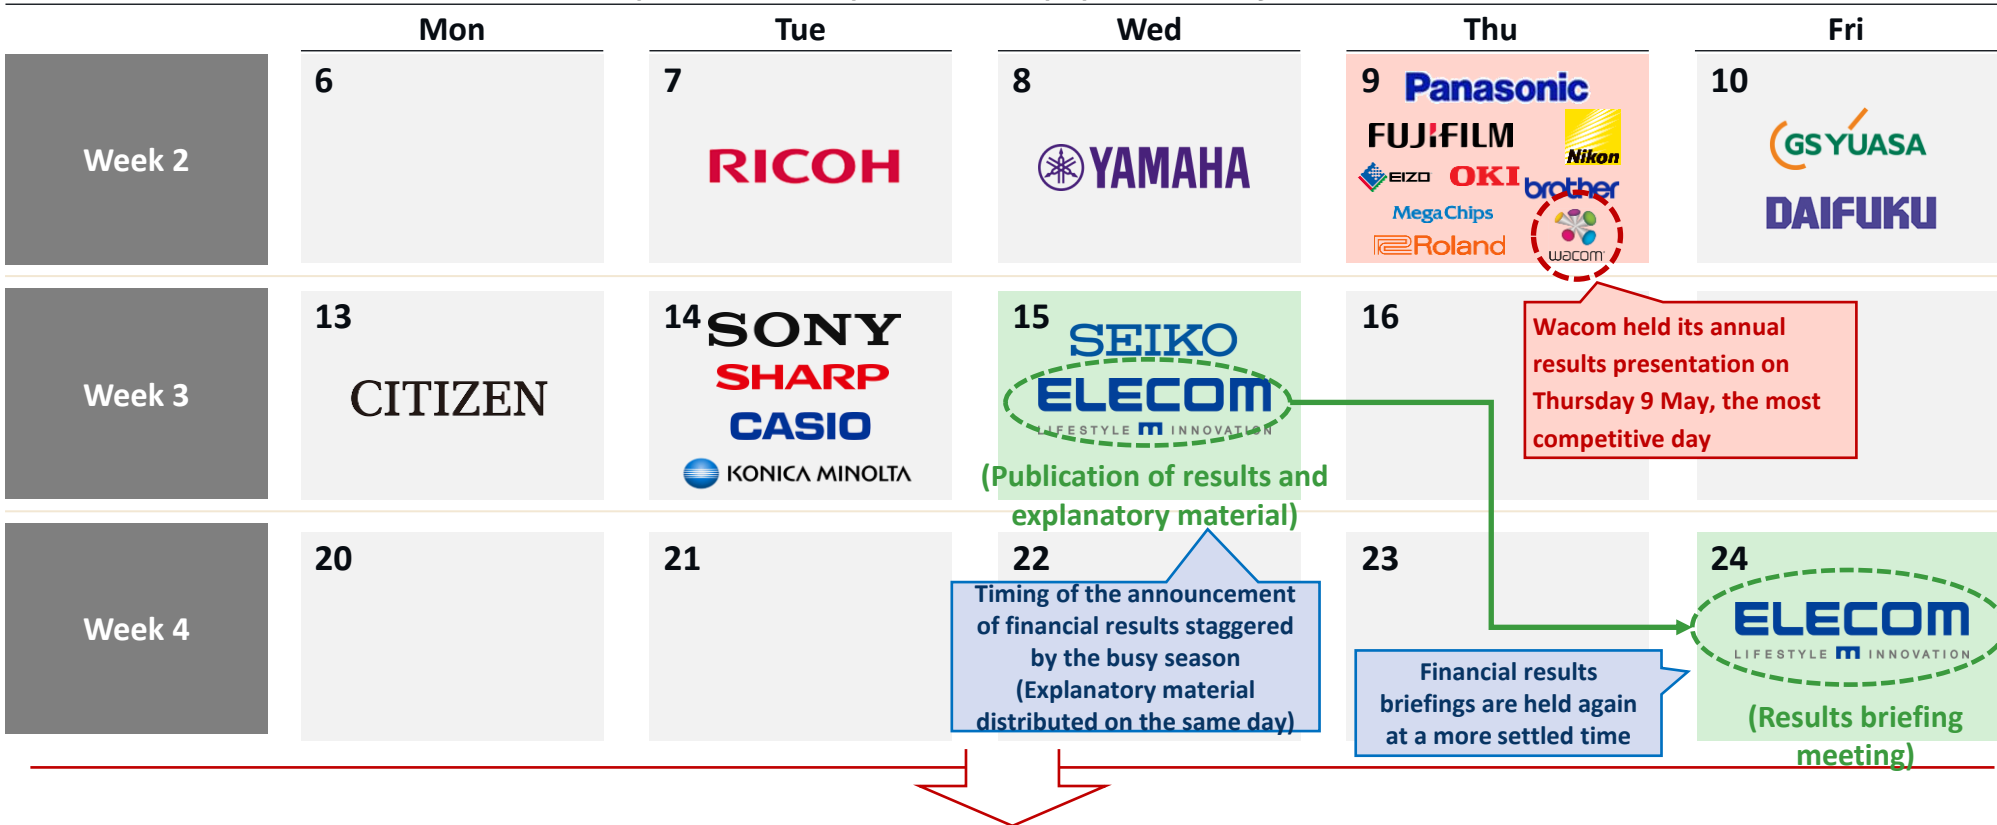 Mon Tue Wed Thu Fri
Week 2
6
7
RICOH
8
YAMAHA
9
Panasonic
FUJIFILM
Nikon
EIZO
OKI
brother
MegaChips
Roland
wacom
10
GS YUASA
DAIFUKU
Week 3
13
CITIZEN
14
SONY
SHARP
CASIO
KONICA MINOLTA
15
SEIKO
ELECOM
LIFESTYLE INNOVATION
(Publication of results and
explanatory material)
16
Wacom held its annual
results presentation on
Thursday 9 May, the most
competitive day
Week 4
20
21
22
Timing of the announcement
of financial results staggered
by the busy season
(Explanatory material
distributed on the same day)
23
Financial results
briefings are held again
at a more settled time
24
ELECOM
LIFESTYLE INNOVATION
(Results briefing
meeting)